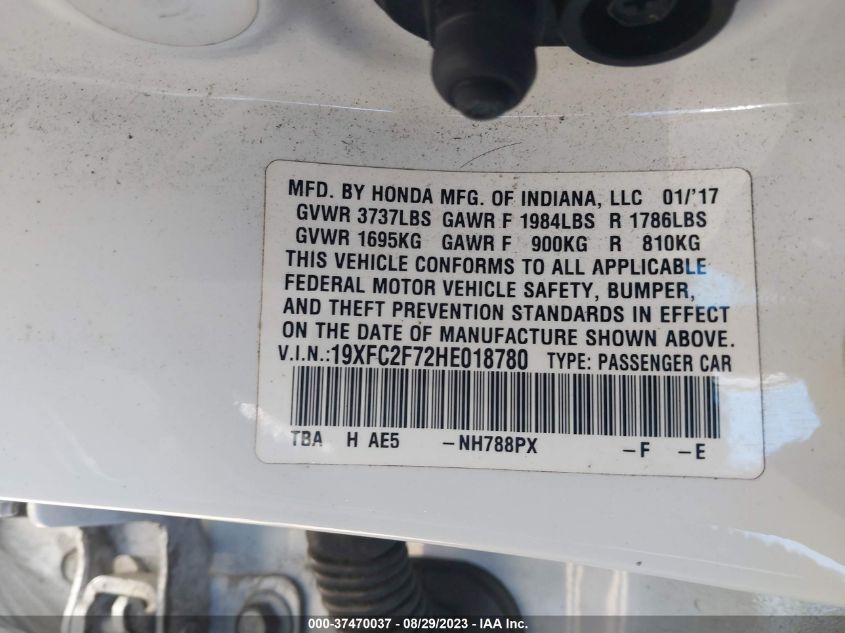 MFD. BY HONDA MFG. OF INDIANA, LLC 01/'17
GVWR 3737LBS GAWR F 1984LBS R 1786LBS
GVWR 1695KG GAWR F 900KG R 810KG
THIS VEHICLE CONFORMS TO ALL APPLICABLE
FEDERAL MOTOR VEHICLE SAFETY, BUMPER,
AND THEFT PREVENTION STANDARDS IN EFFECT
ON THE DATE OF MANUFACTURE SHOWN ABOVE.
V.I.N.:19XFC2F72HE018780 TYPE: PASSENGER CAR
TBA H AE5 -NH788PX -F -E
000-37470037 - 08/29/2023 - IAA Inc.